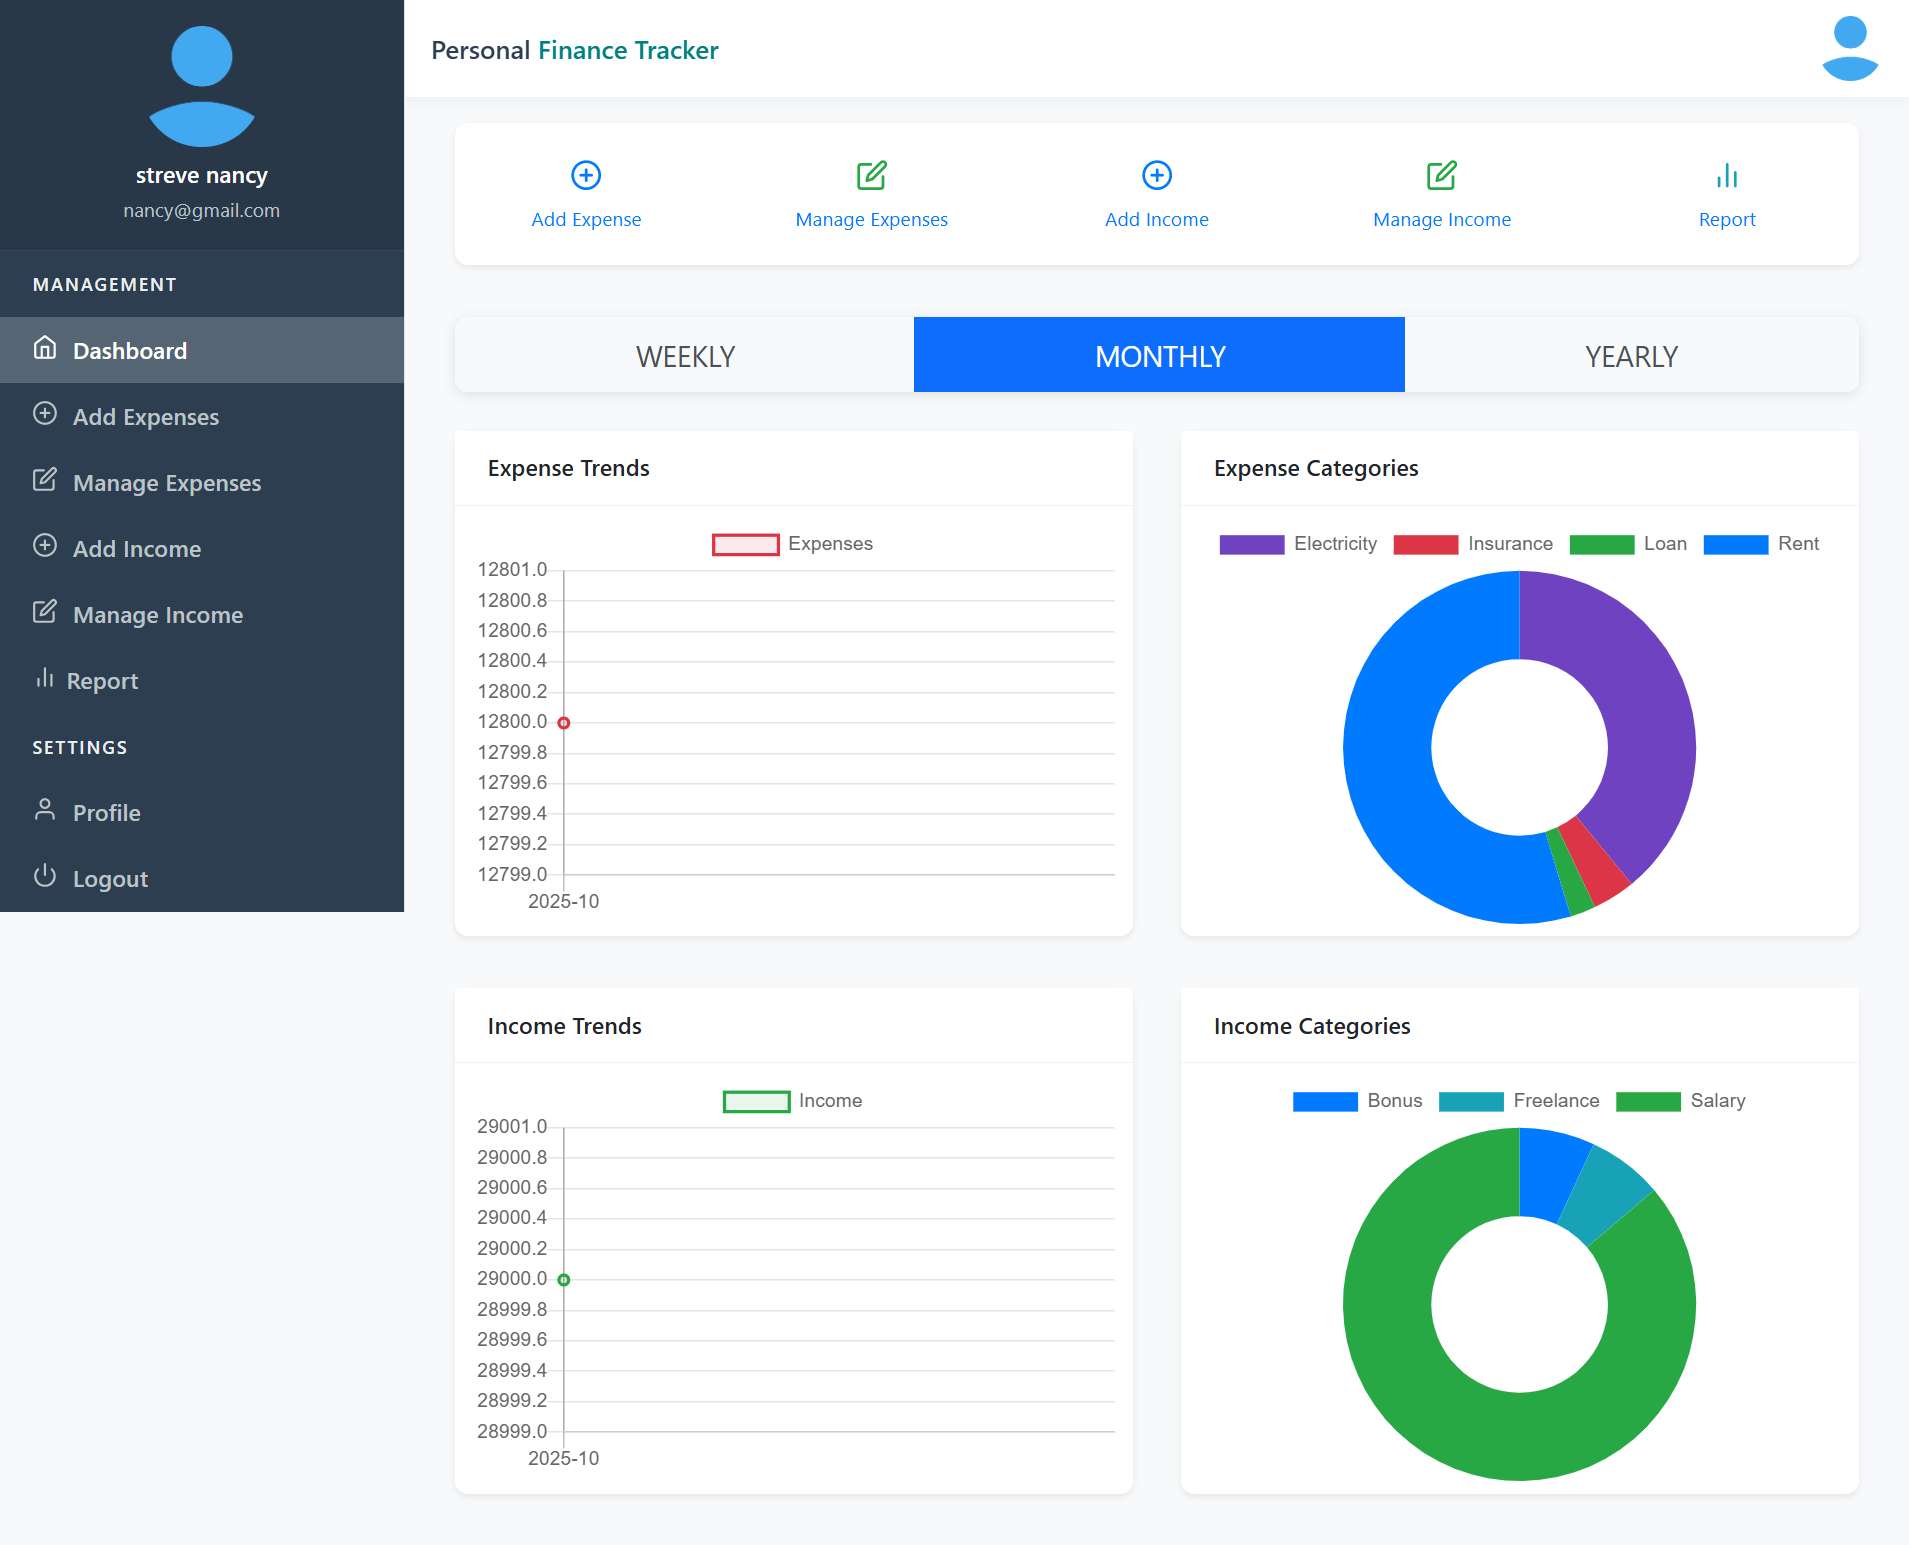 streve nancy
nancy@gmail.com
MANAGEMENT
Dashboard
Add Expenses
Manage Expenses
Add Income
Manage Income
Report
SETTINGS
Profile
Logout
Personal Finance Tracker
Add Expense
Manage Expenses
Add Income
Manage Income
Report
WEEKLY
MONTHLY
YEARLY
Expense Trends
Expenses
12801.0
12800.8
12800.6
12800.4
12800.2
12800.0
12799.8
12799.6
12799.4
12799.2
12799.0
2025-10
Expense Categories
Electricity Insurance Loan Rent
Income Trends
Income
29001.0
29000.8
29000.6
29000.4
29000.2
29000.0
28999.8
28999.6
28999.4
28999.2
28999.0
2025-10
Income Categories
Bonus Freelance Salary